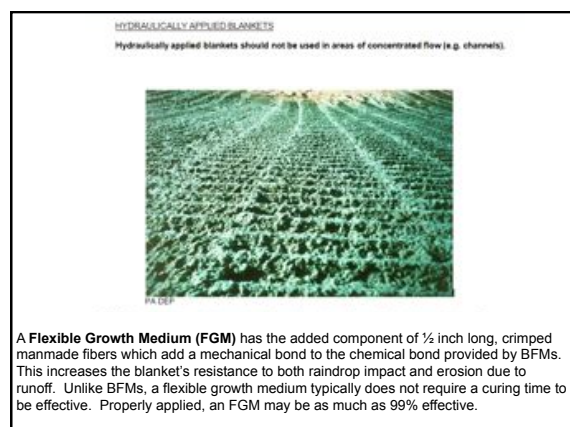 HYDRAULICALLY APPLIED BLANKETS
Hydraulically applied blankets should not be used in areas of concentrated flow (e.g. channels).
PA DEP
A Flexible Growth Medium (FGM) has the added component of ½ inch long, crimped
manmade fibers which add a mechanical bond to the chemical bond provided by BFMs.
This increases the blanket's resistance to both raindrop impact and erosion due to
runoff.  Unlike BFMs, a flexible growth medium typically does not require a curing time to
be effective.  Properly applied, an FGM may be as much as 99% effective.